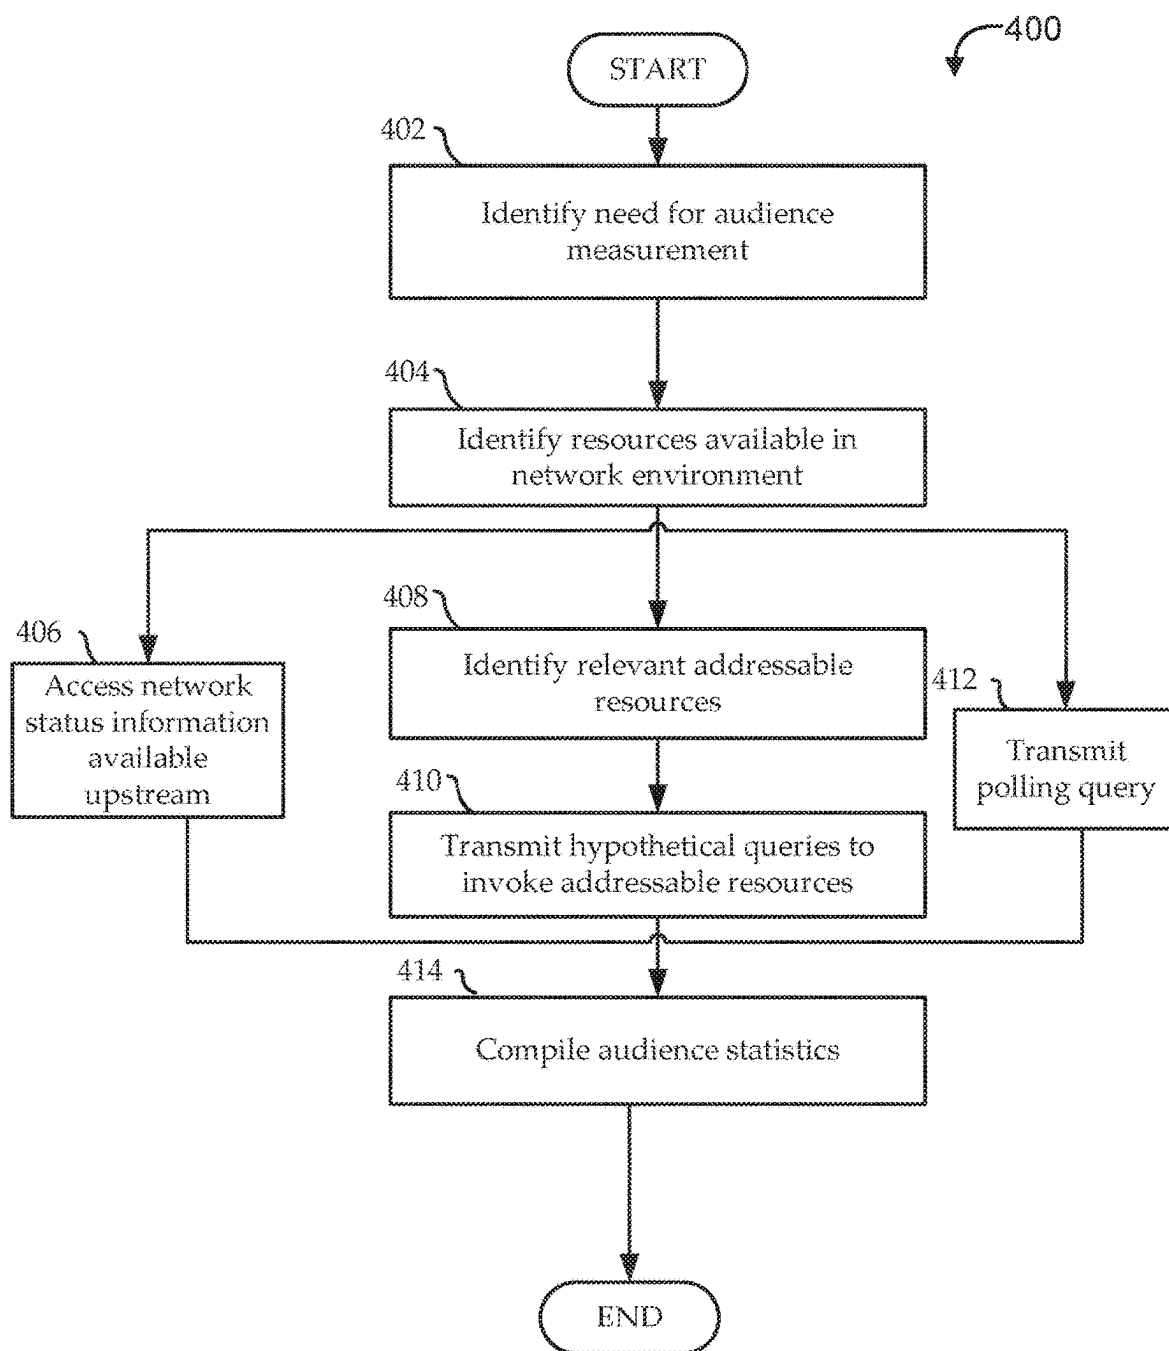 400
START
402
Identify need for audience
measurement
404
Identify resources available in
network environment
406
Access network
status information
available
upstream
408
Identify relevant addressable
resources
410
Transmit hypothetical queries to
invoke addressable resources
412
Transmit
polling query
414
Compile audience statistics
END